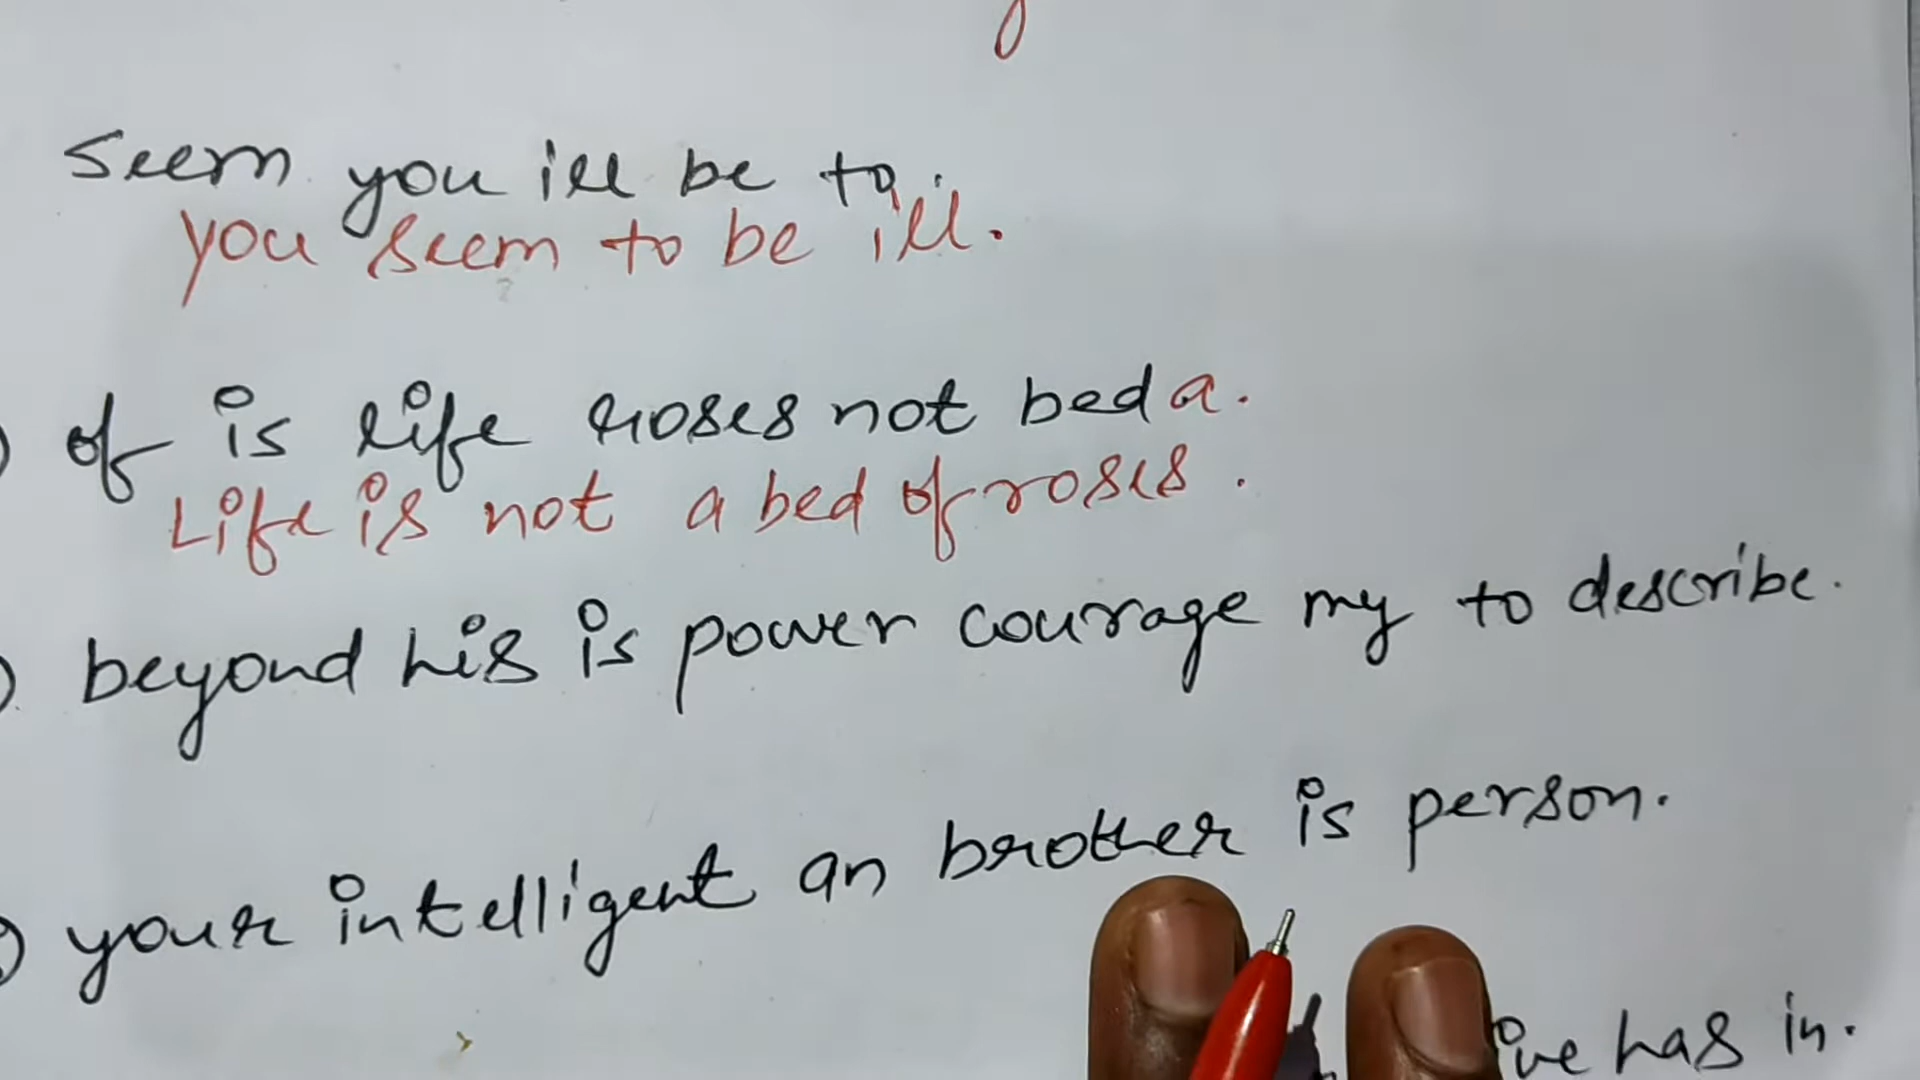 Seem you ill be to.
you seem to be ill.
of is life roses not bed a.
Life is not a bed of roses.
beyond his is power courage my to describe.
your intelligent an brother is person.
has in.